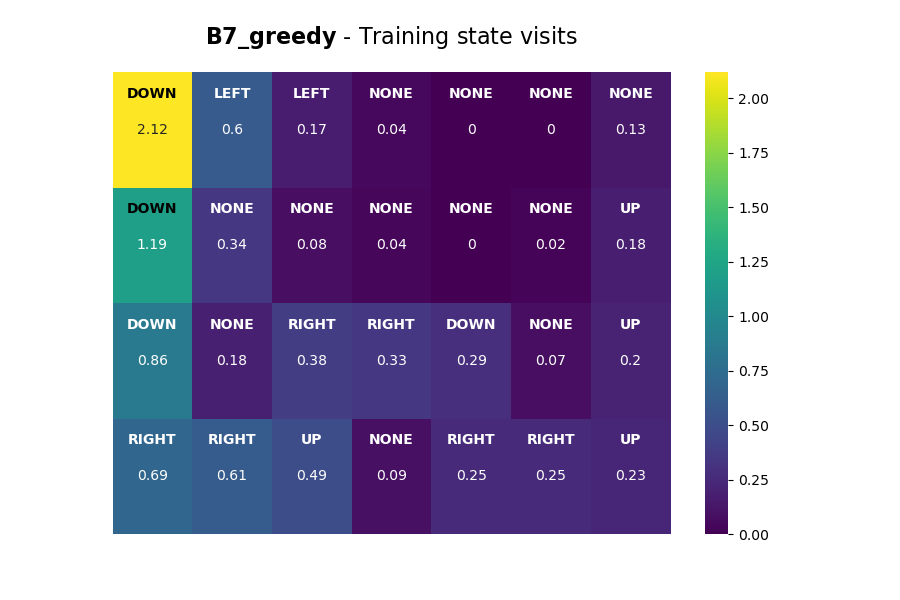 B7_greedy - Training state visits
DOWN LEFT LEFT NONE NONE NONE NONE
2.12 0.6 0.17 0.04 0 0 0.13
DOWN NONE NONE NONE NONE NONE UP
1.19 0.34 0.08 0.04 0 0.02 0.18
DOWN NONE RIGHT RIGHT DOWN NONE UP
0.86 0.18 0.38 0.33 0.29 0.07 0.2
RIGHT RIGHT UP NONE RIGHT RIGHT UP
0.69 0.61 0.49 0.09 0.25 0.25 0.23
2.00
1.75
1.50
1.25
1.00
0.75
0.50
0.25
0.00